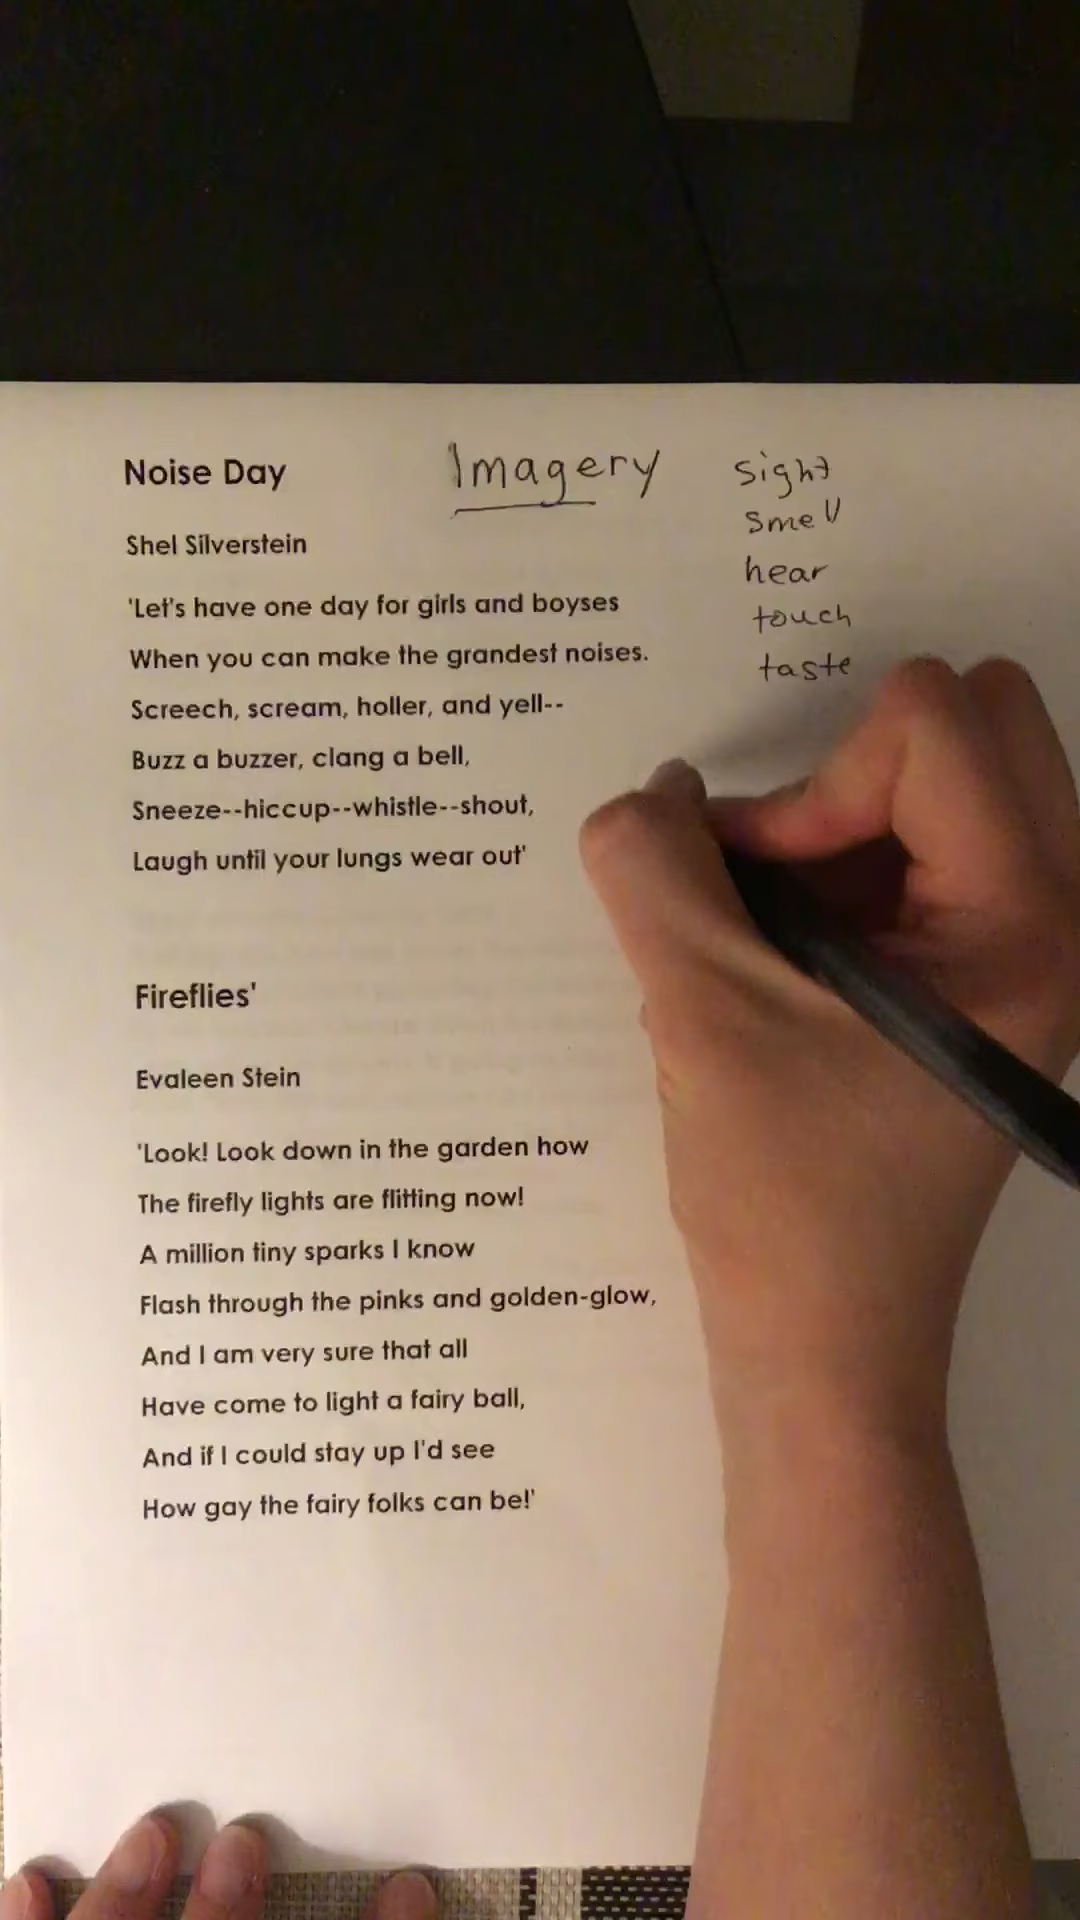 Noise Day
Imagery
sight
smell
hear
touch
taste
Shel Silverstein
'Let's have one day for girls and boyses
When you can make the grandest noises.
Screech, scream, holler, and yell--
Buzz a buzzer, clang a bell,
Sneeze--hiccup--whistle--shout,
Laugh until your lungs wear out'
Fireflies'
Evaleen Stein
'Look! Look down in the garden how
The firefly lights are flitting now!
A million tiny sparks I know
Flash through the pinks and golden-glow,
And I am very sure that all
Have come to light a fairy ball,
And if I could stay up I'd see
How gay the fairy folks can be!'